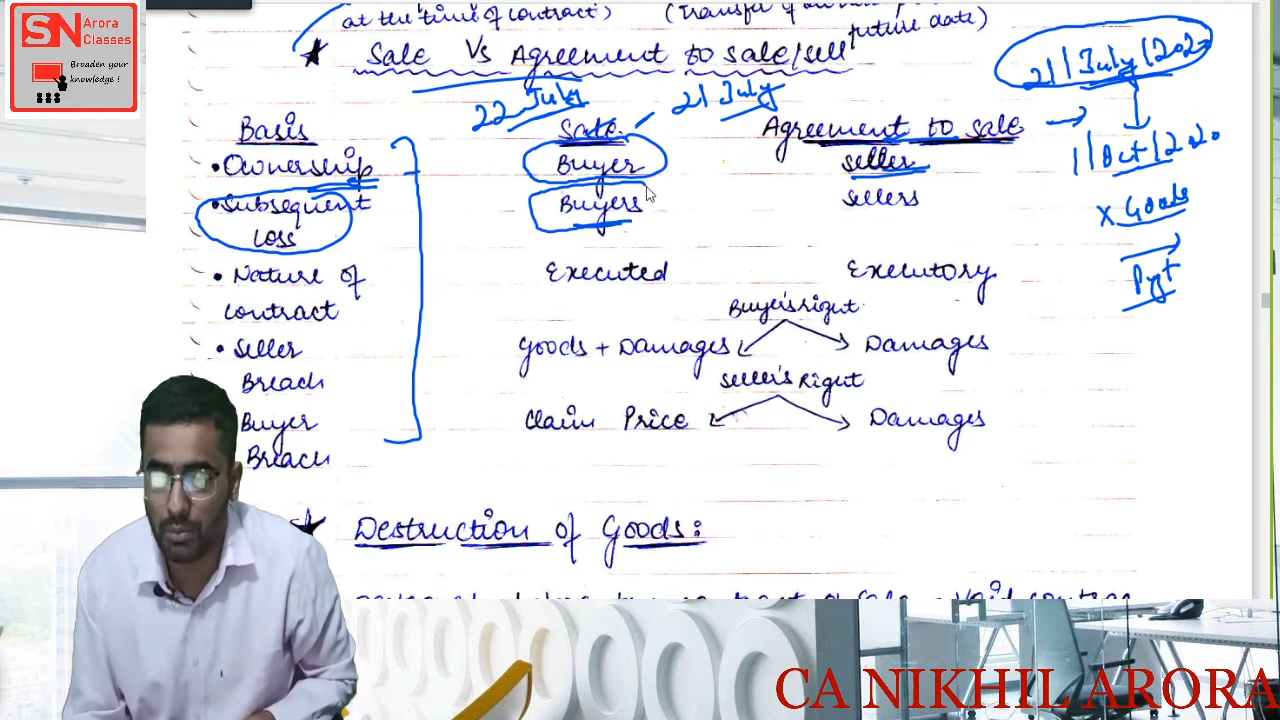 SN Arora Classes
Broaden your knowledge !
at the time of contract) (Transfer of
future date)
Sale Vs Agreement to sale/sell
21/July/2020
22 July 21 July
Basis Sale Agreement to sale
1/Oct/2020
• Ownership Buyer seller
• Subsequent Loss Buyers sellers
x Goods
Pyt
• Nature of contract Executed Executory
Buyer's right
• Seller Breach Goods + Damages Damages
Seller's Right
Buyer Breach Claim Price Damages
Destruction of Goods:
CA NIKHIL ARORA